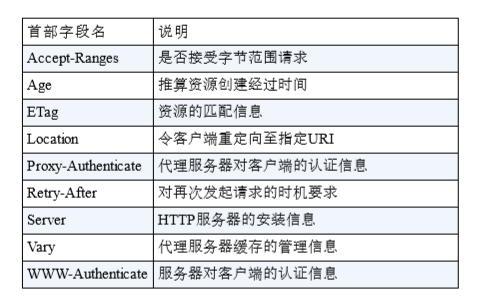 首部字段名 说明
Accept-Ranges 是否接受字节范围请求
Age 推算资源创建经过时间
ETag 资源的匹配信息
Location 令客户端重定向至指定URI
Proxy-Authenticate 代理服务器对客户端的认证信息
Retry-After 对再次发起请求的时机要求
Server HTTP服务器的安装信息
Vary 代理服务器缓存的管理信息
WWW-Authenticate 服务器对客户端的认证信息